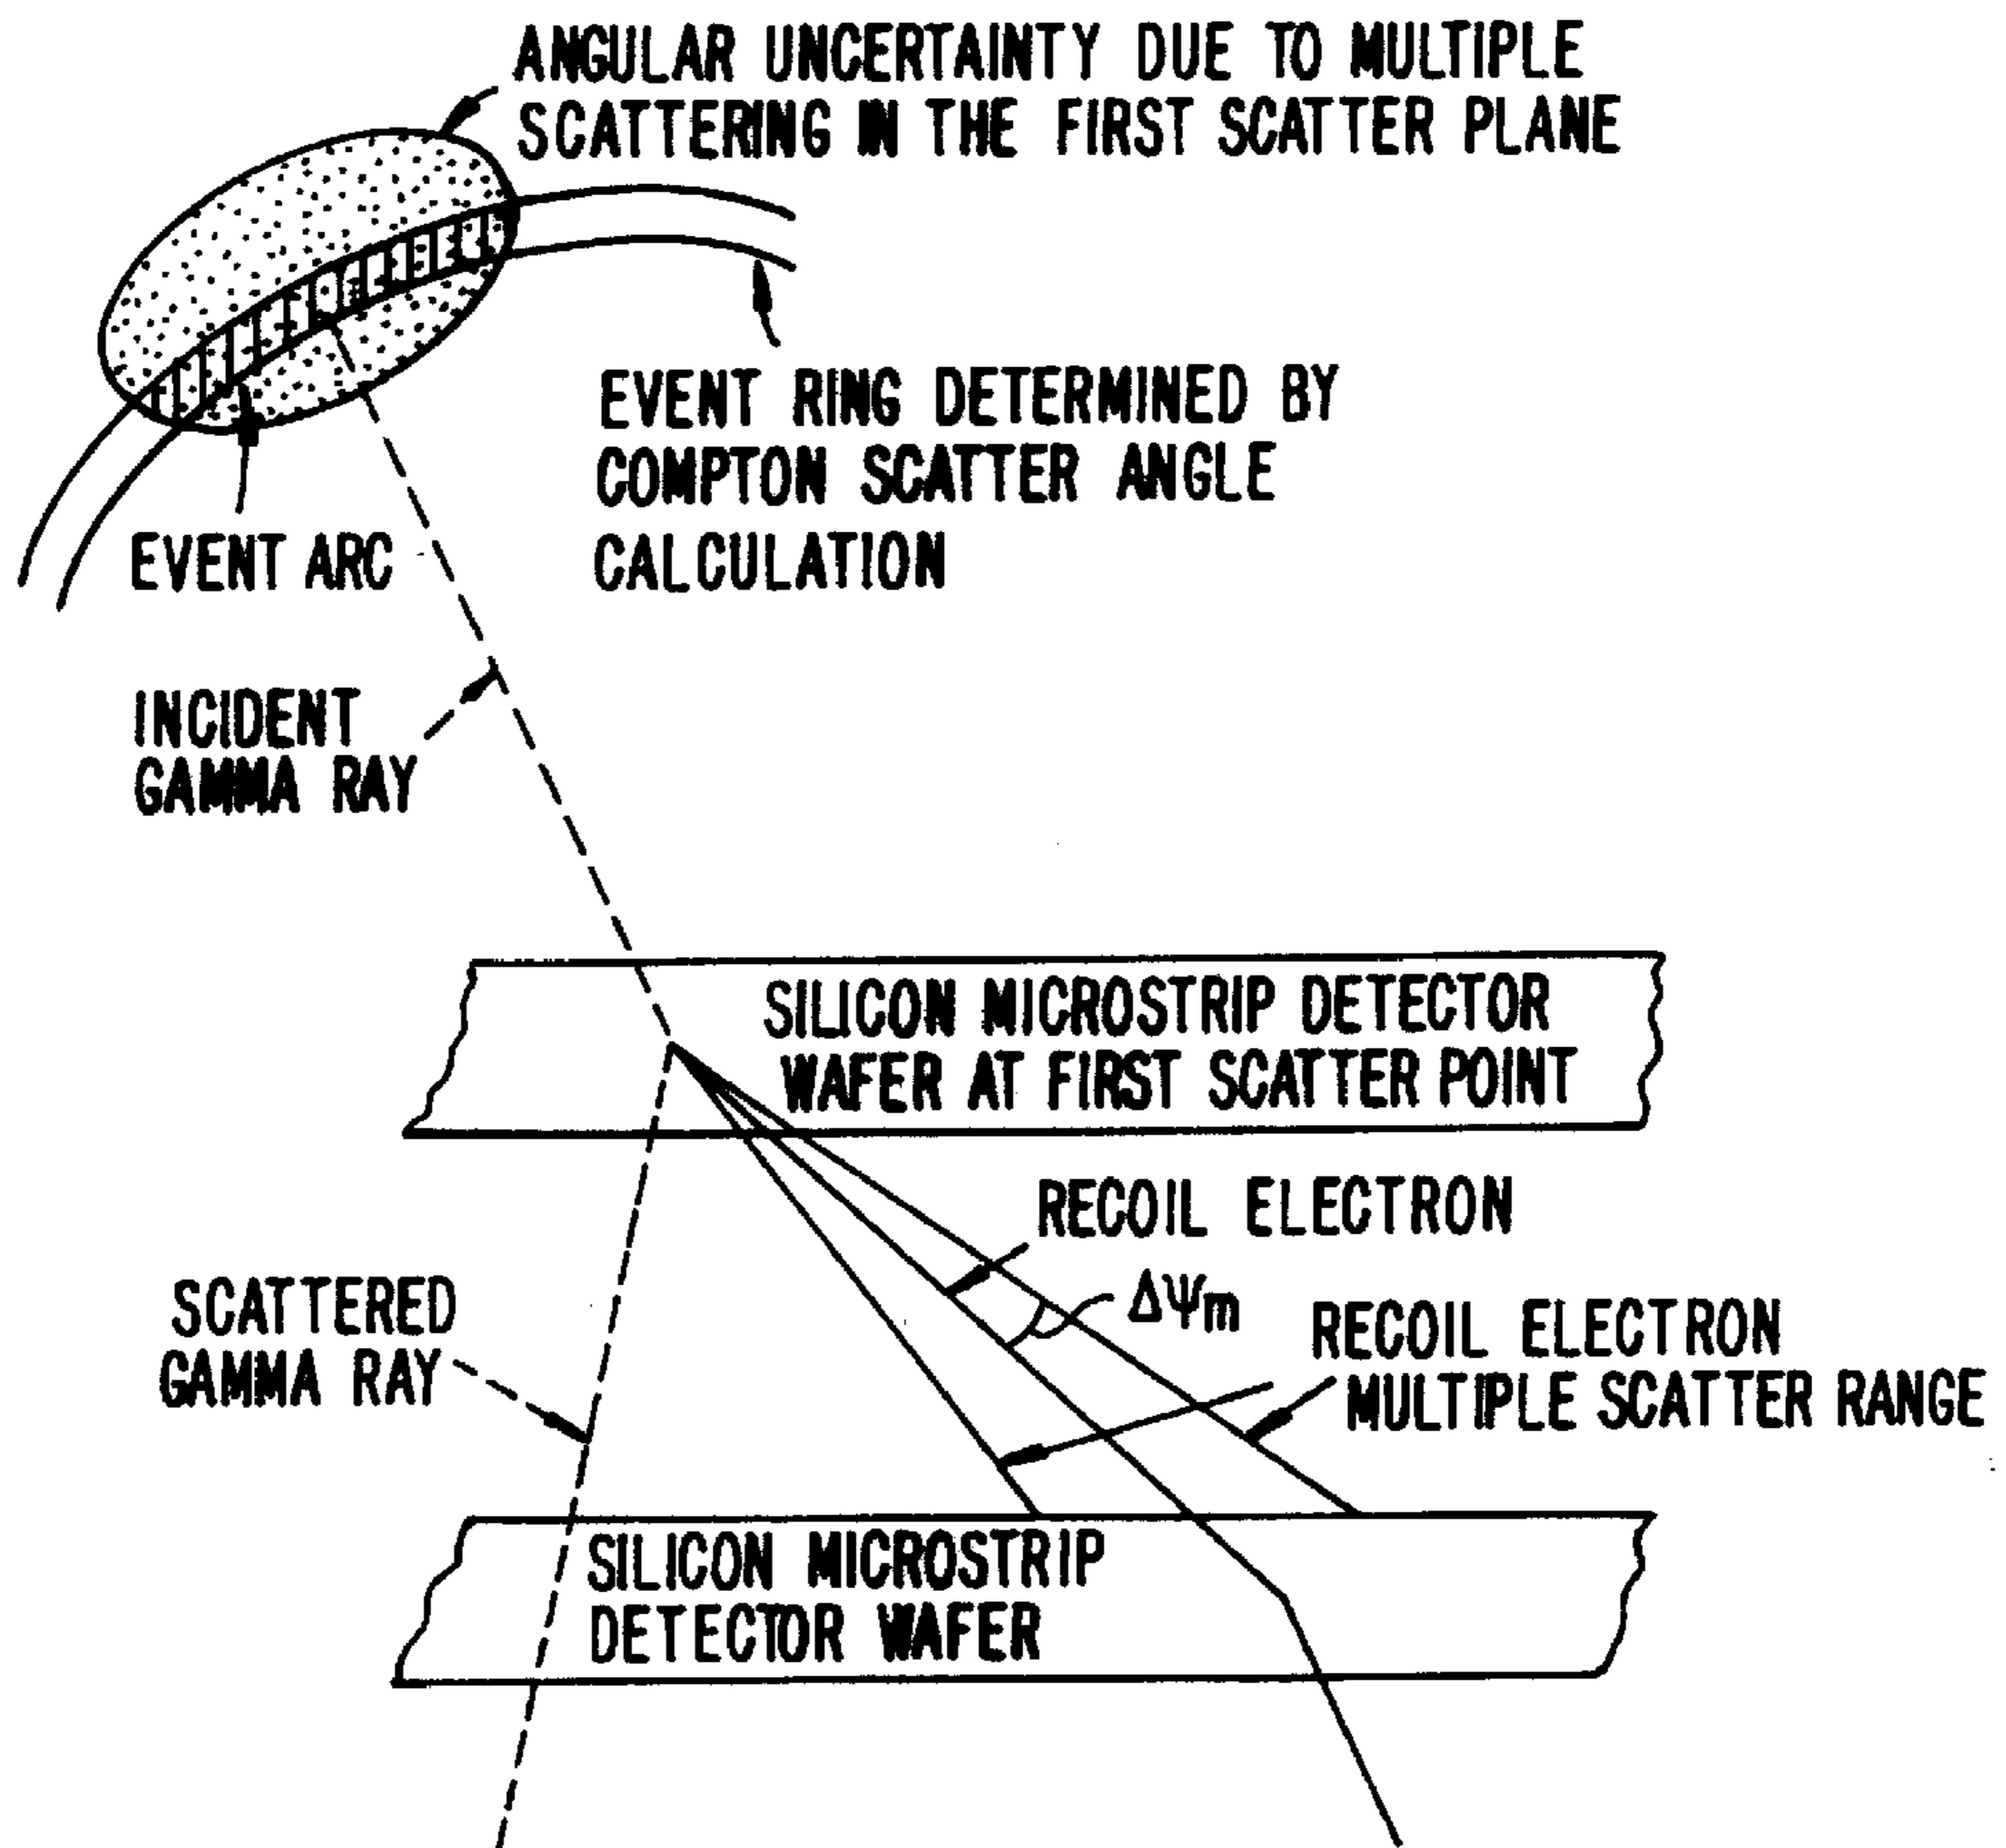 ANGULAR UNCERTAINTY DUE TO MULTIPLE
SCATTERING IN THE FIRST SCATTER PLANE
EVENT RING DETERMINED BY
COMPTON SCATTER ANGLE
CALCULATION
EVENT ARC
INCIDENT
GAMMA RAY
SILICON MICROSTRIP DETECTOR
WAFER AT FIRST SCATTER POINT
RECOIL ELECTRON
ΔΨm
SCATTERED
GAMMA RAY
RECOIL ELECTRON
MULTIPLE SCATTER RANGE
SILICON MICROSTRIP
DETECTOR WAFER